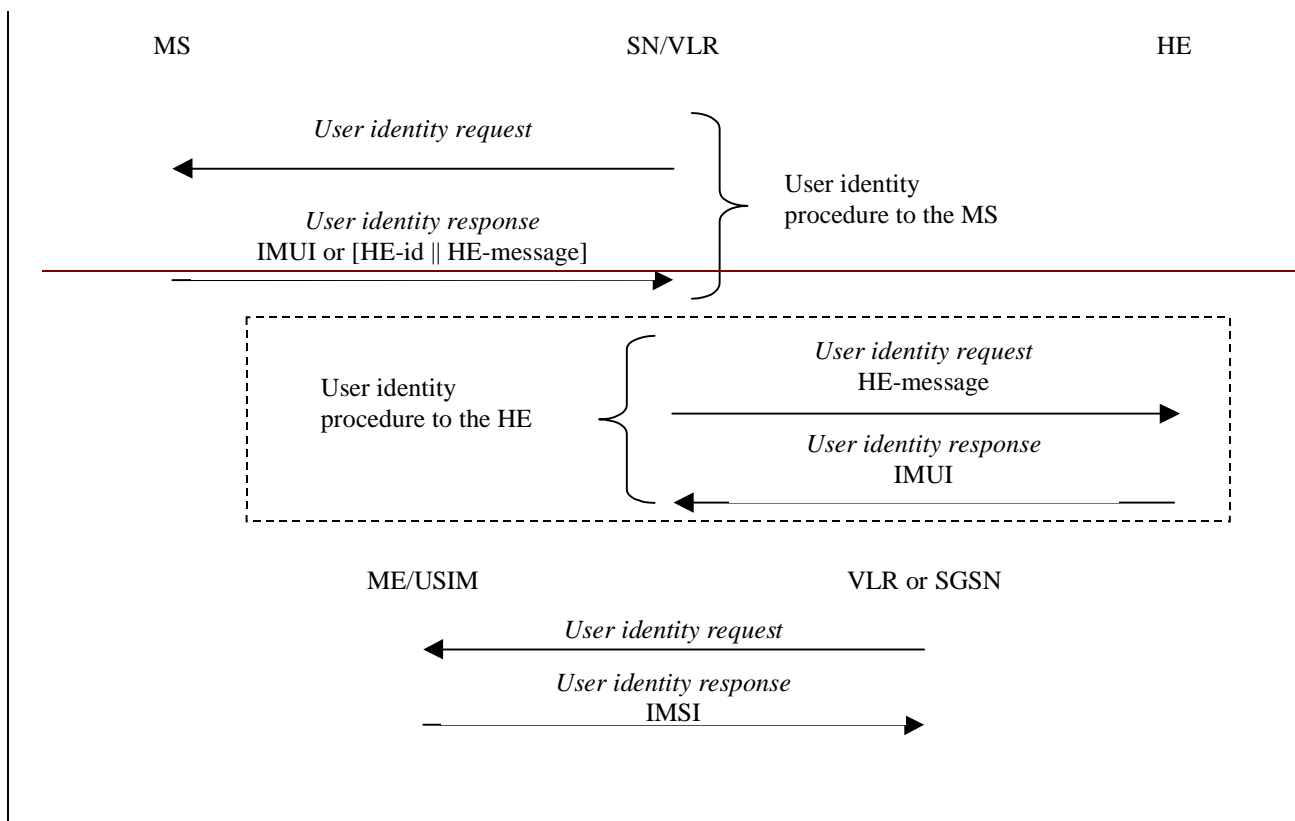 MS SN/VLR HE
User identity request
User identity
procedure to the MS
User identity response
IMUI or [HE-id || HE-message]
User identity request
HE-message
User identity
procedure to the HE
User identity response
IMUI
ME/USIM VLR or SGSN
User identity request
User identity response
IMSI